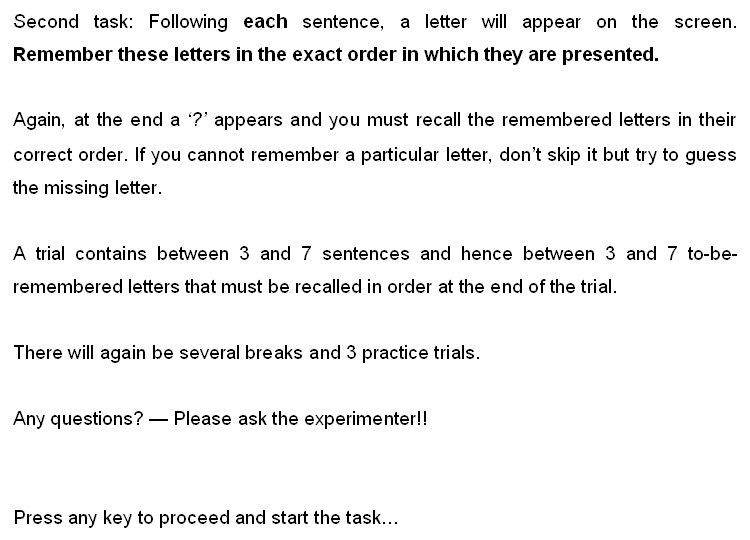 Second task: Following each sentence, a letter will appear on the screen.
Remember these letters in the exact order in which they are presented.
Again, at the end a ‘?’ appears and you must recall the remembered letters in their
correct order. If you cannot remember a particular letter, don’t skip it but try to guess
the missing letter.
A trial contains between 3 and 7 sentences and hence between 3 and 7 to-be-
remembered letters that must be recalled in order at the end of the trial.
There will again be several breaks and 3 practice trials.
Any questions? — Please ask the experimenter!!
Press any key to proceed and start the task…